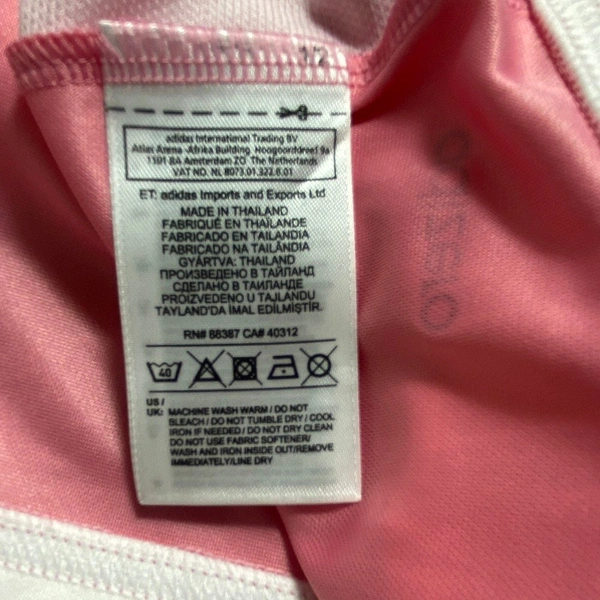 1/2
adidas International Trading BV
Atlas Arena -Afrika Building Hoogoorddreef 9a
1101 BA Amsterdam ZO The Netherlands
VAT NO. NL 8073.01.322.B.01
ET: adidas Imports and Exports Ltd
MADE IN THAILAND
FABRIQUÉ EN THAÏLANDE
FABRICADO EN TAILANDIA
FABRICADO NA TAILÂNDIA
GYÁRTVA: THAILAND
ПРОИЗВЕДЕНО В ТАЙЛАНД
СДЕЛАНО В ТАИЛАНДЕ
PROIZVEDENO U TAJLANDU
TAYLAND'DA İMAL EDİLMİŞTİR.
RN# 88387 CA# 40312
40
US /
UK: MACHINE WASH WARM / DO NOT
BLEACH / DO NOT TUMBLE DRY / COOL
IRON IF NEEDED / DO NOT DRY CLEAN
DO NOT USE FABRIC SOFTENER/
WASH AND IRON INSIDE OUT/REMOVE
IMMEDIATELY/LINE DRY